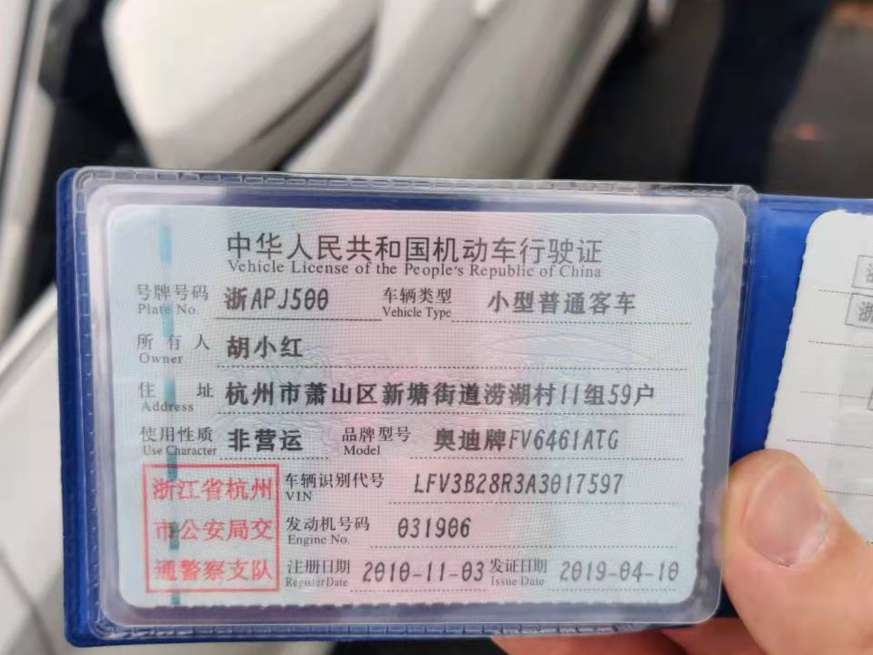 中华人民共和国机动车行驶证
Vehicle License of the People's Republic of China
号牌号码 浙APJ500 车辆类型 小型普通客车
Plate No. Vehicle Type
所有人 胡小红
Owner
住址 杭州市萧山区新塘街道涝湖村11组59户
Address
使用性质 非营运 品牌型号 奥迪牌FV6461ATG
Use Character Model
浙江省杭州
市公安局交
通警察支队
车辆识别代号 LFV3B28R3A3017597
VIN
发动机号码 031906
Engine No.
注册日期 2010-11-03 发证日期 2019-04-10
Register Date Issue Date